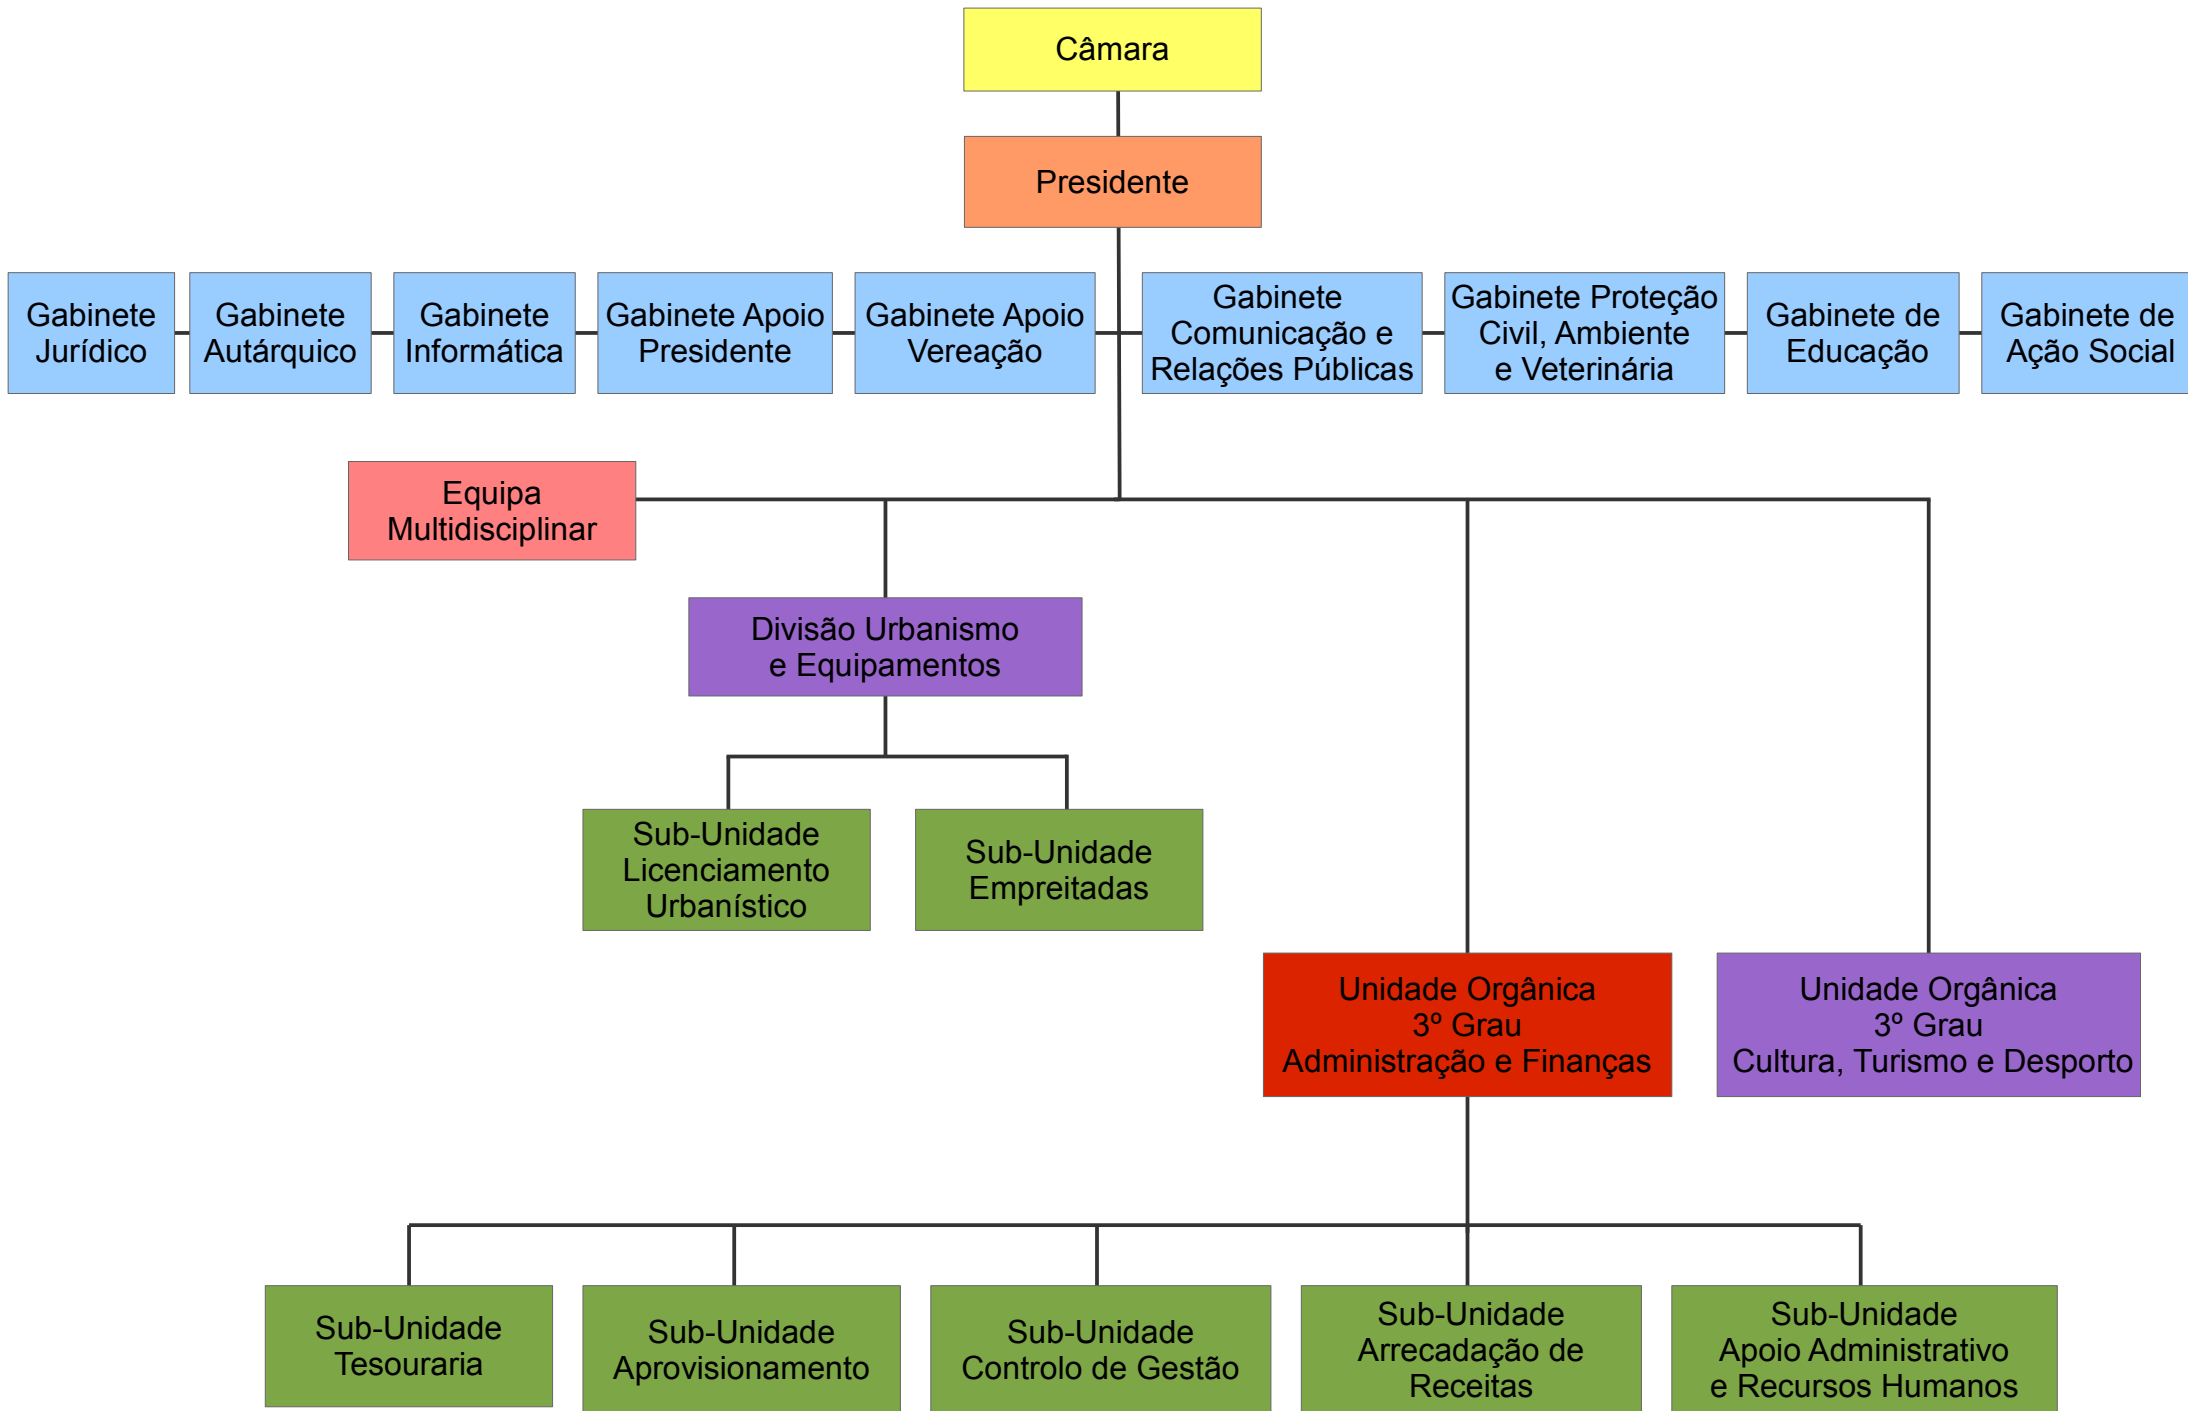 Câmara
Presidente
Gabinete
Jurídico
Gabinete
Autárquico
Gabinete
Informática
Gabinete Apoio
Presidente
Gabinete Apoio
Vereação
Gabinete
Comunicação e
Relações Públicas
Gabinete Proteção
Civil, Ambiente
e Veterinária
Gabinete de
Educação
Gabinete de
Ação Social
Equipa
Multidisciplinar
Divisão Urbanismo
e Equipamentos
Sub-Unidade
Licenciamento
Urbanístico
Sub-Unidade
Empreitadas
Unidade Orgânica
3º Grau
Administração e Finanças
Unidade Orgânica
3º Grau
Cultura, Turismo e Desporto
Sub-Unidade
Tesouraria
Sub-Unidade
Aprovisionamento
Sub-Unidade
Controlo de Gestão
Sub-Unidade
Arrecadação de
Receitas
Sub-Unidade
Apoio Administrativo
e Recursos Humanos